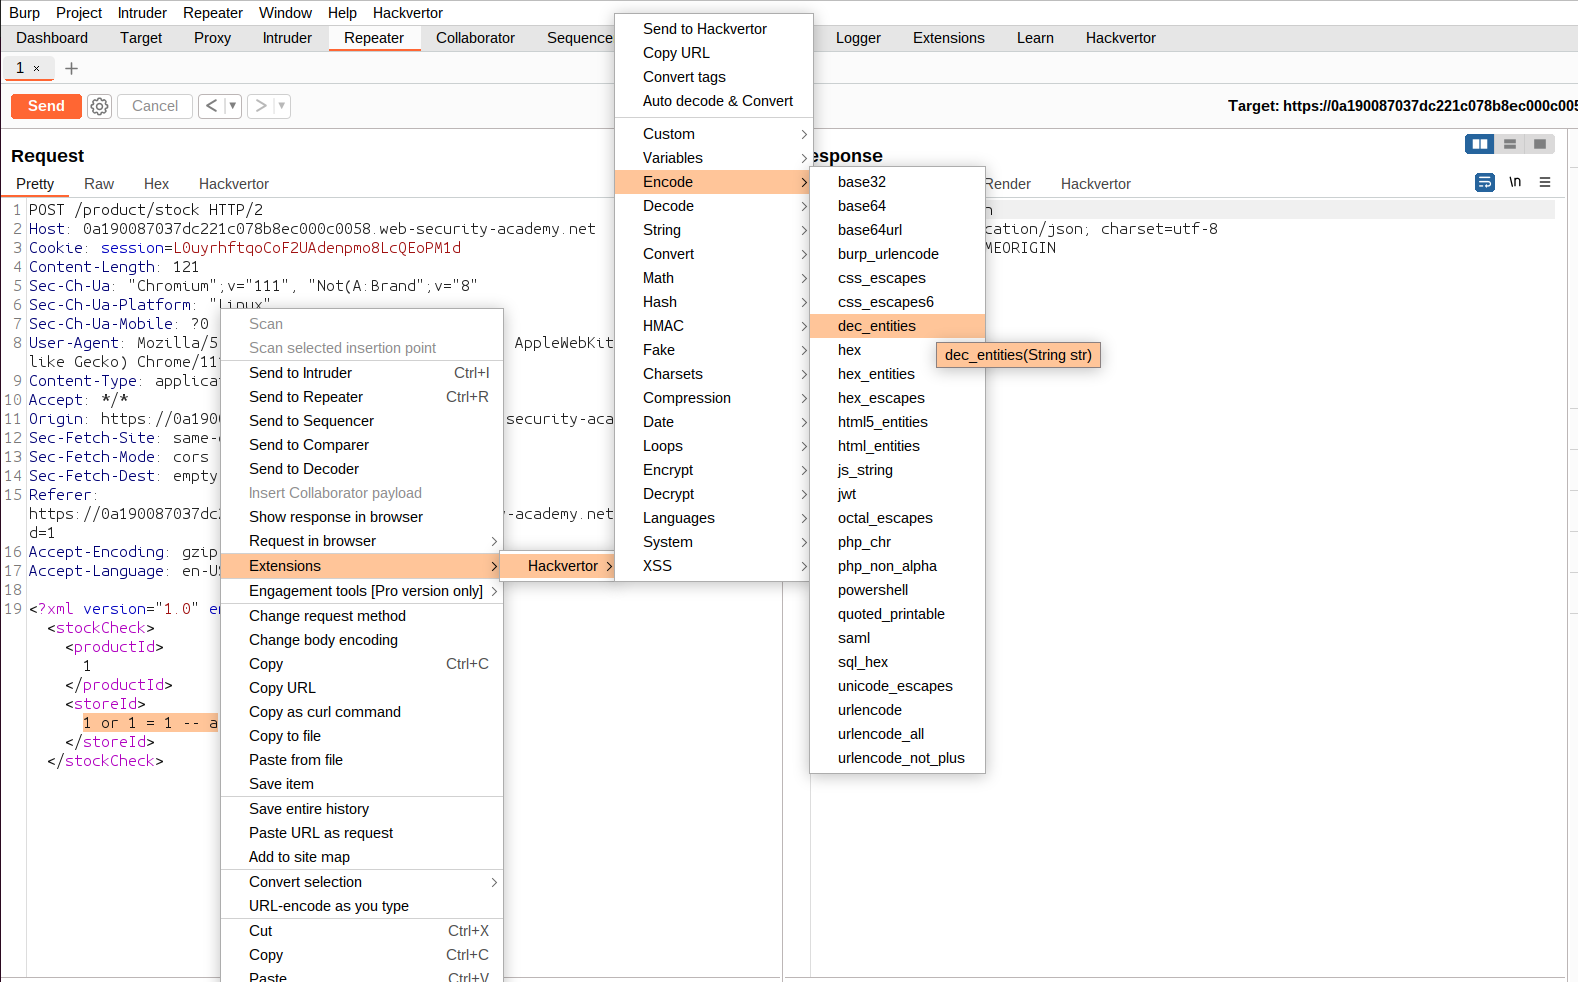 Burp Project Intruder Repeater Window Help Hackvertor
Dashboard Target Proxy Intruder Repeater Collaborator Sequence Logger Extensions Learn Hackvertor
1 × +
Send Cancel < ▼ > ▼
Target: https://0a190087037dc221c078b8ec000c005
Request
Pretty Raw Hex Hackvertor
1 POST /product/stock HTTP/2
2 Host: 0a190087037dc221c078b8ec000c0058.web-security-academy.net
3 Cookie: session=L0uyrhftqoCoF2UAdenpmo8LcQEoPM1d
4 Content-Length: 121
5 Sec-Ch-Ua: "Chromium";v="111", "Not(A:Brand";v="8"
6 Sec-Ch-Ua-Platform: "Linux"
7 Sec-Ch-Ua-Mobile: ?0
8 User-Agent: Mozilla/5 AppleWebKit
like Gecko) Chrome/11
9 Content-Type: applica
10 Accept: */*
11 Origin: https://0a190 security-aca
12 Sec-Fetch-Site: same-
13 Sec-Fetch-Mode: cors
14 Sec-Fetch-Dest: empty
15 Referer:
https://0a190087037dc -academy.net
d=1
16 Accept-Encoding: gzip
17 Accept-Language: en-US
18
19 <?xml version="1.0" en
<stockCheck>
<productId>
1
</productId>
<storeId>
1 or 1 = 1 -- a
</storeId>
</stockCheck>
Scan
Scan selected insertion point
Send to Intruder Ctrl+I
Send to Repeater Ctrl+R
Send to Sequencer
Send to Comparer
Send to Decoder
Insert Collaborator payload
Show response in browser
Request in browser >
Extensions >
Engagement tools [Pro version only] >
Change request method
Change body encoding
Copy Ctrl+C
Copy URL
Copy as curl command
Copy to file
Paste from file
Save item
Save entire history
Paste URL as request
Add to site map
Convert selection >
URL-encode as you type
Cut Ctrl+X
Copy Ctrl+C
Paste Ctrl+V
Hackvertor >
Send to Hackvertor
Copy URL
Convert tags
Auto decode & Convert
Custom >
Variables >
Encode >
Decode >
String >
Convert >
Math >
Hash >
HMAC >
Fake >
Charsets >
Compression >
Date >
Loops >
Encrypt >
Decrypt >
Languages >
System >
XSS >
base32
base64
base64url
burp_urlencode
css_escapes
css_escapes6
dec_entities
hex
hex_entities
hex_escapes
html5_entities
html_entities
js_string
jwt
octal_escapes
php_chr
php_non_alpha
powershell
quoted_printable
saml
sql_hex
unicode_escapes
urlencode
urlencode_all
urlencode_not_plus
dec_entities(String str)
esponse
Render Hackvertor
\n
n
cation/json; charset=utf-8
MEORIGIN